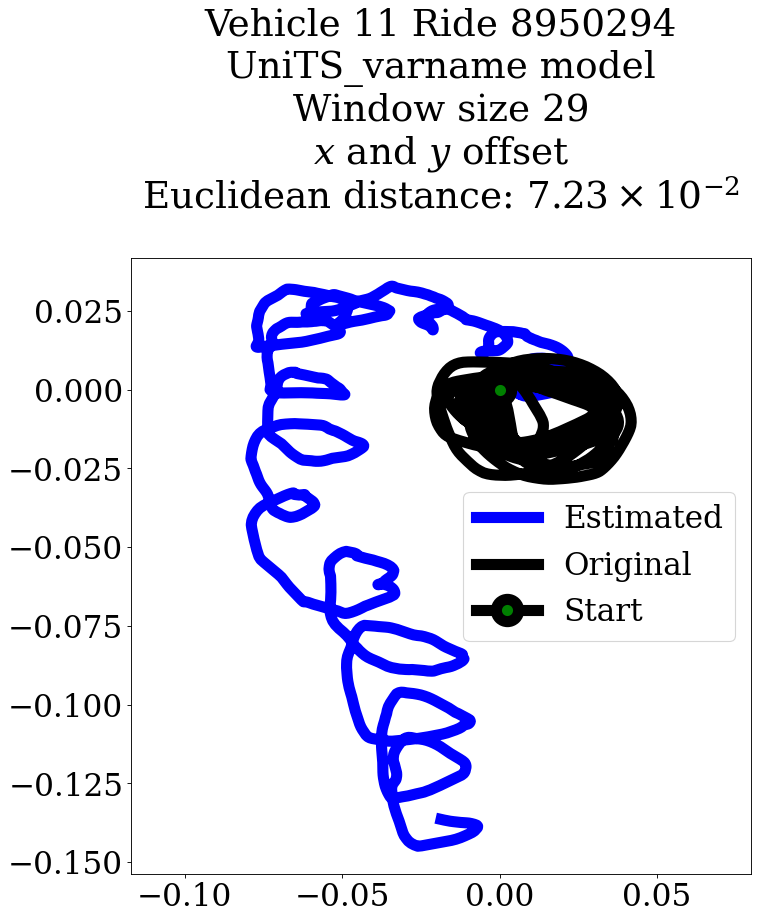 Vehicle 11 Ride 8950294
UniTS_varname model
Window size 29
x and y offset
Euclidean distance: 7.23 × 10⁻²
0.025
0.000
−0.025
−0.050
−0.075
−0.100
−0.125
−0.150
Estimated
Original
Start
−0.10 −0.05 0.00 0.05